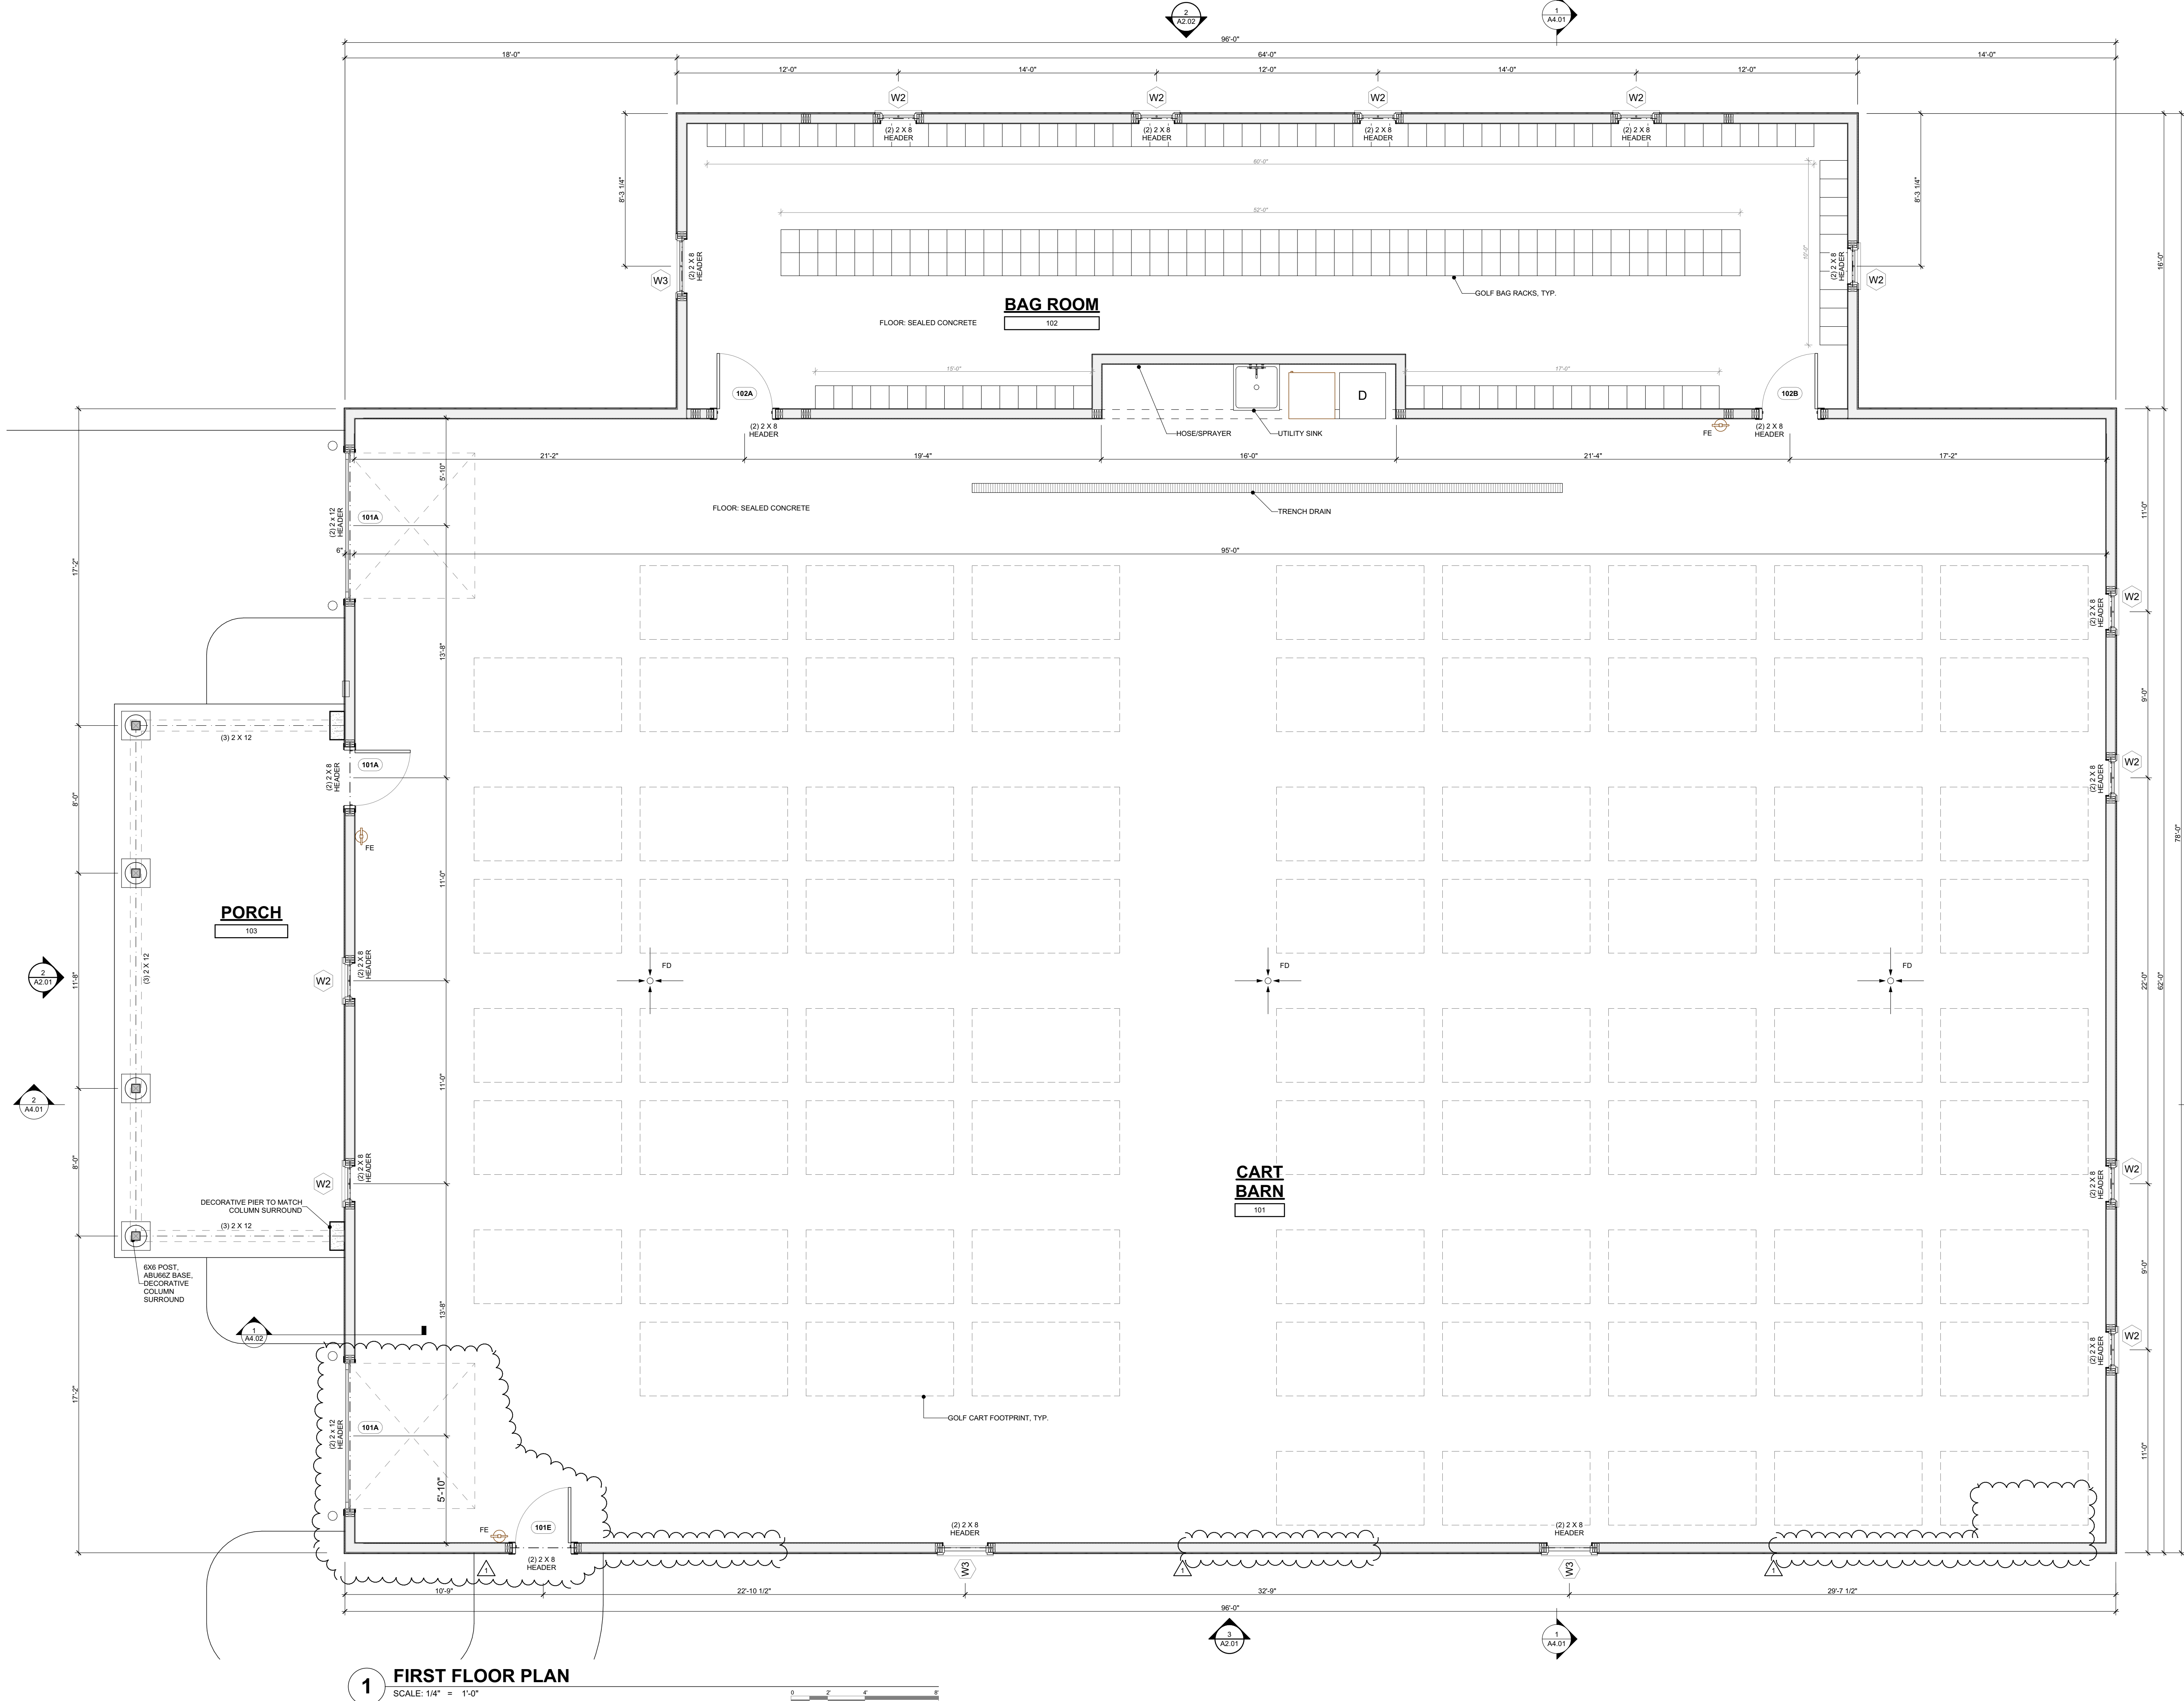 2
A2.02
1
A4.01
96'-0"
18'-0"
64'-0"
14'-0"
12'-0"
14'-0"
12'-0"
14'-0"
12'-0"
W2
W2
W2
W2
(2) 2 X 8
HEADER
(2) 2 X 8
HEADER
(2) 2 X 8
HEADER
(2) 2 X 8
HEADER
60'-0"
8'-3 1/4"
8'-3 1/4"
16'-0"
52'-0"
10'-0"
W3
(2) 2 X 8
HEADER
(2) 2 X 8
HEADER
W2
GOLF BAG RACKS, TYP.
BAG ROOM
102
FLOOR: SEALED CONCRETE
15'-0"
17'-0"
102A
102B
D
(2) 2 X 8
HEADER
HOSE/SPRAYER
UTILITY SINK
FE
(2) 2 X 8
HEADER
21'-2"
19'-4"
16'-0"
21'-4"
17'-2"
5'-10"
FLOOR: SEALED CONCRETE
TRENCH DRAIN
101A
(2) 2 x 12
HEADER
6"
95'-0"
17'-2"
11'-0"
13'-8"
W2
(2) 2 X 8
HEADER
9'-0"
(3) 2 X 12
101A
(2) 2 X 8
HEADER
W2
(2) 2 X 8
HEADER
8'-0"
FE
78'-0"
11'-0"
PORCH
103
(3) 2 X 12
2
A2.01
11'-8"
W2
(2) 2 X 8
HEADER
FD
FD
FD
22'-0"
62'-0"
2
A4.01
11'-0"
8'-0"
W2
(2) 2 X 8
HEADER
CART
BARN
101
W2
(2) 2 X 8
HEADER
DECORATIVE PIER TO MATCH
COLUMN SURROUND
(3) 2 X 12
6X6 POST,
ABU66Z BASE,
DECORATIVE
COLUMN
SURROUND
9'-0"
13'-8"
1
A4.02
W2
(2) 2 X 8
HEADER
17'-2"
GOLF CART FOOTPRINT, TYP.
101A
(2) 2 x 12
HEADER
5'-10"
11'-0"
FE
101E
(2) 2 X 8
HEADER
(2) 2 X 8
HEADER
(2) 2 X 8
HEADER
1
W3
1
W3
1
10'-9"
22'-10 1/2"
32'-9"
29'-7 1/2"
96'-0"
3
A2.01
1
A4.01
1
FIRST FLOOR PLAN
SCALE: 1/4" = 1'-0"
0
2'
4'
8'